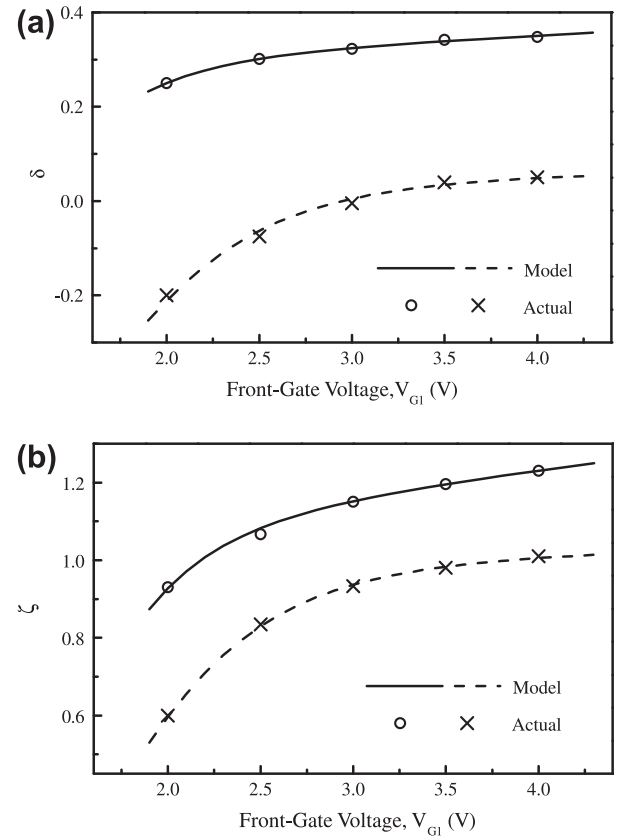 (a)
0.4
0.2
0.0
-0.2
δ
Model
Actual
2.0 2.5 3.0 3.5 4.0
Front-Gate Voltage,V_G1 (V)
(b)
1.2
1.0
0.8
0.6
ζ
Model
Actual
2.0 2.5 3.0 3.5 4.0
Front-Gate Voltage, V_G1 (V)